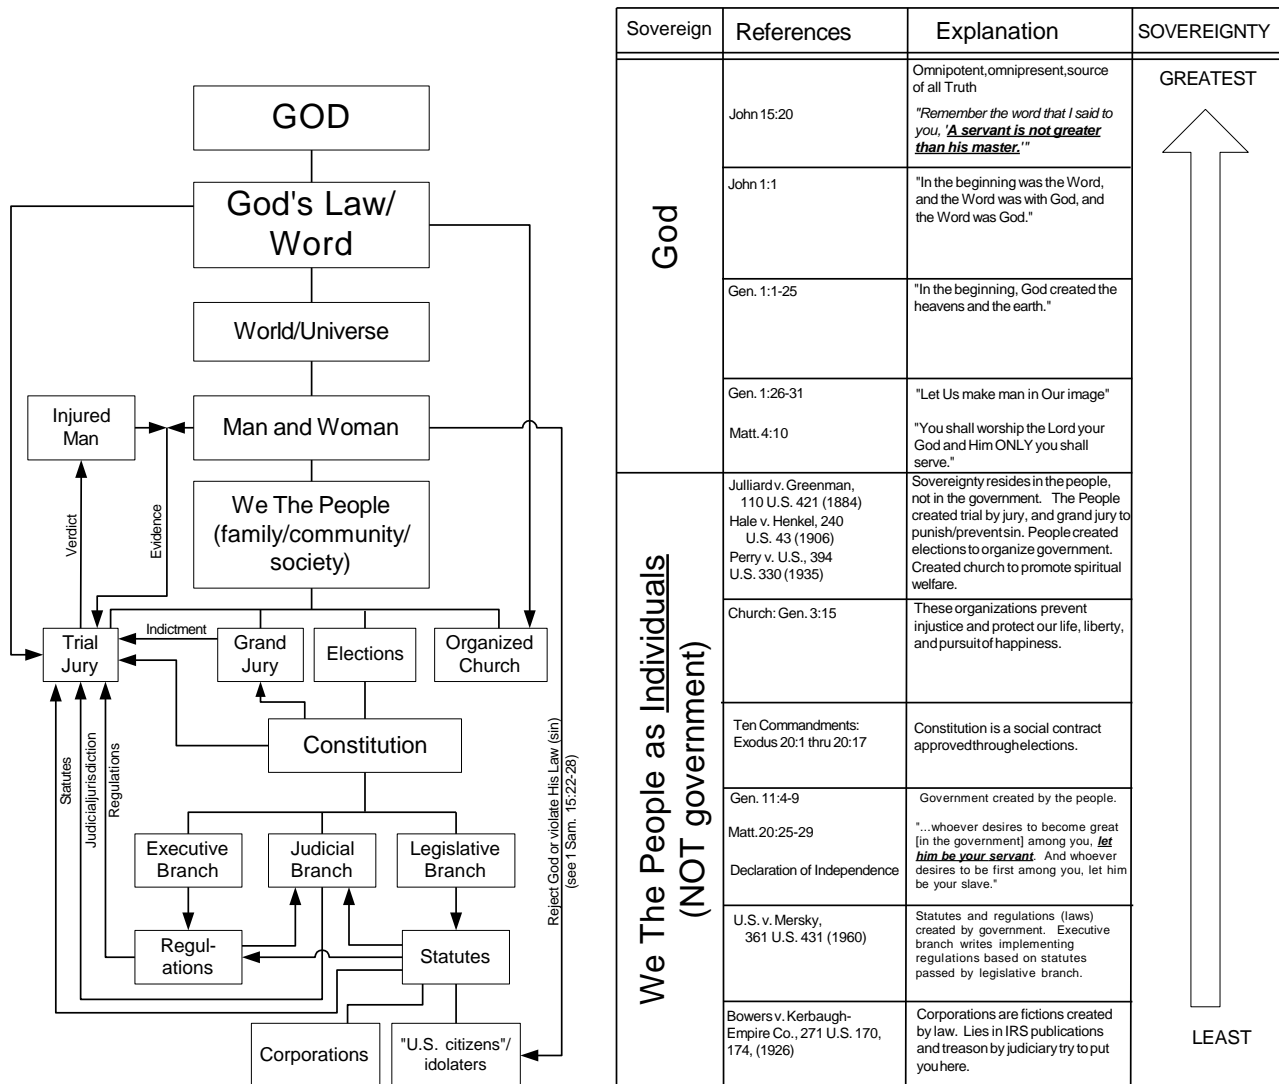 GOD
God's Law/
Word
World/Universe
Injured
Man
Man and Woman
We The People
(family/community/
society)
Verdict
Evidence
Trial
Jury
Indictment
Grand
Jury
Elections
Organized
Church
Constitution
Statutes
Judicialjurisdiction
Regulations
Reject God or violate His Law (sin)
(see 1 Sam. 15:22-28)
Executive
Branch
Judicial
Branch
Legislative
Branch
Regul-
ations
Statutes
Corporations
"U.S. citizens"/
idolaters
Sovereign
References
Explanation
SOVEREIGNTY
God
John 15:20
Omnipotent,omnipresent,source
of all Truth
"Remember the word that I said to
you, 'A servant is not greater
than his master.'"
John 1:1
"In the beginning was the Word,
and the Word was with God, and
the Word was God."
Gen. 1:1-25
"In the beginning, God created the
heavens and the earth."
Gen. 1:26-31
"Let Us make man in Our image"
Matt. 4:10
"You shall worship the Lord your
God and Him ONLY you shall
serve."
We The People as Individuals
(NOT government)
Julliard v. Greenman,
110 U.S. 421 (1884)
Hale v. Henkel, 240
U.S. 43 (1906)
Perry v. U.S., 394
U.S. 330 (1935)
Sovereignty resides in the people,
not in the government. The People
created trial by jury, and grand jury to
punish/prevent sin. People created
elections to organize government.
Created church to promote spiritual
welfare.
Church: Gen. 3:15
These organizations prevent
injustice and protect our life, liberty,
and pursuit of happiness.
Ten Commandments:
Exodus 20:1 thru 20:17
Constitution is a social contract
approvedthroughelections.
Gen. 11:4-9
Matt.20:25-29
Declaration of Independence
Government created by the people.
"...whoever desires to become great
[in the government] among you, let
him be your servant. And whoever
desires to be first among you, let him
be your slave."
U.S. v. Mersky,
361 U.S. 431 (1960)
Statutes and regulations (laws)
created by government. Executive
branch writes implementing
regulations based on statutes
passed by legislative branch.
Bowers v. Kerbaugh-
Empire Co., 271 U.S. 170,
174, (1926)
Corporations are fictions created
by law. Lies in IRS publications
and treason by judiciary try to put
you here.
GREATEST
LEAST